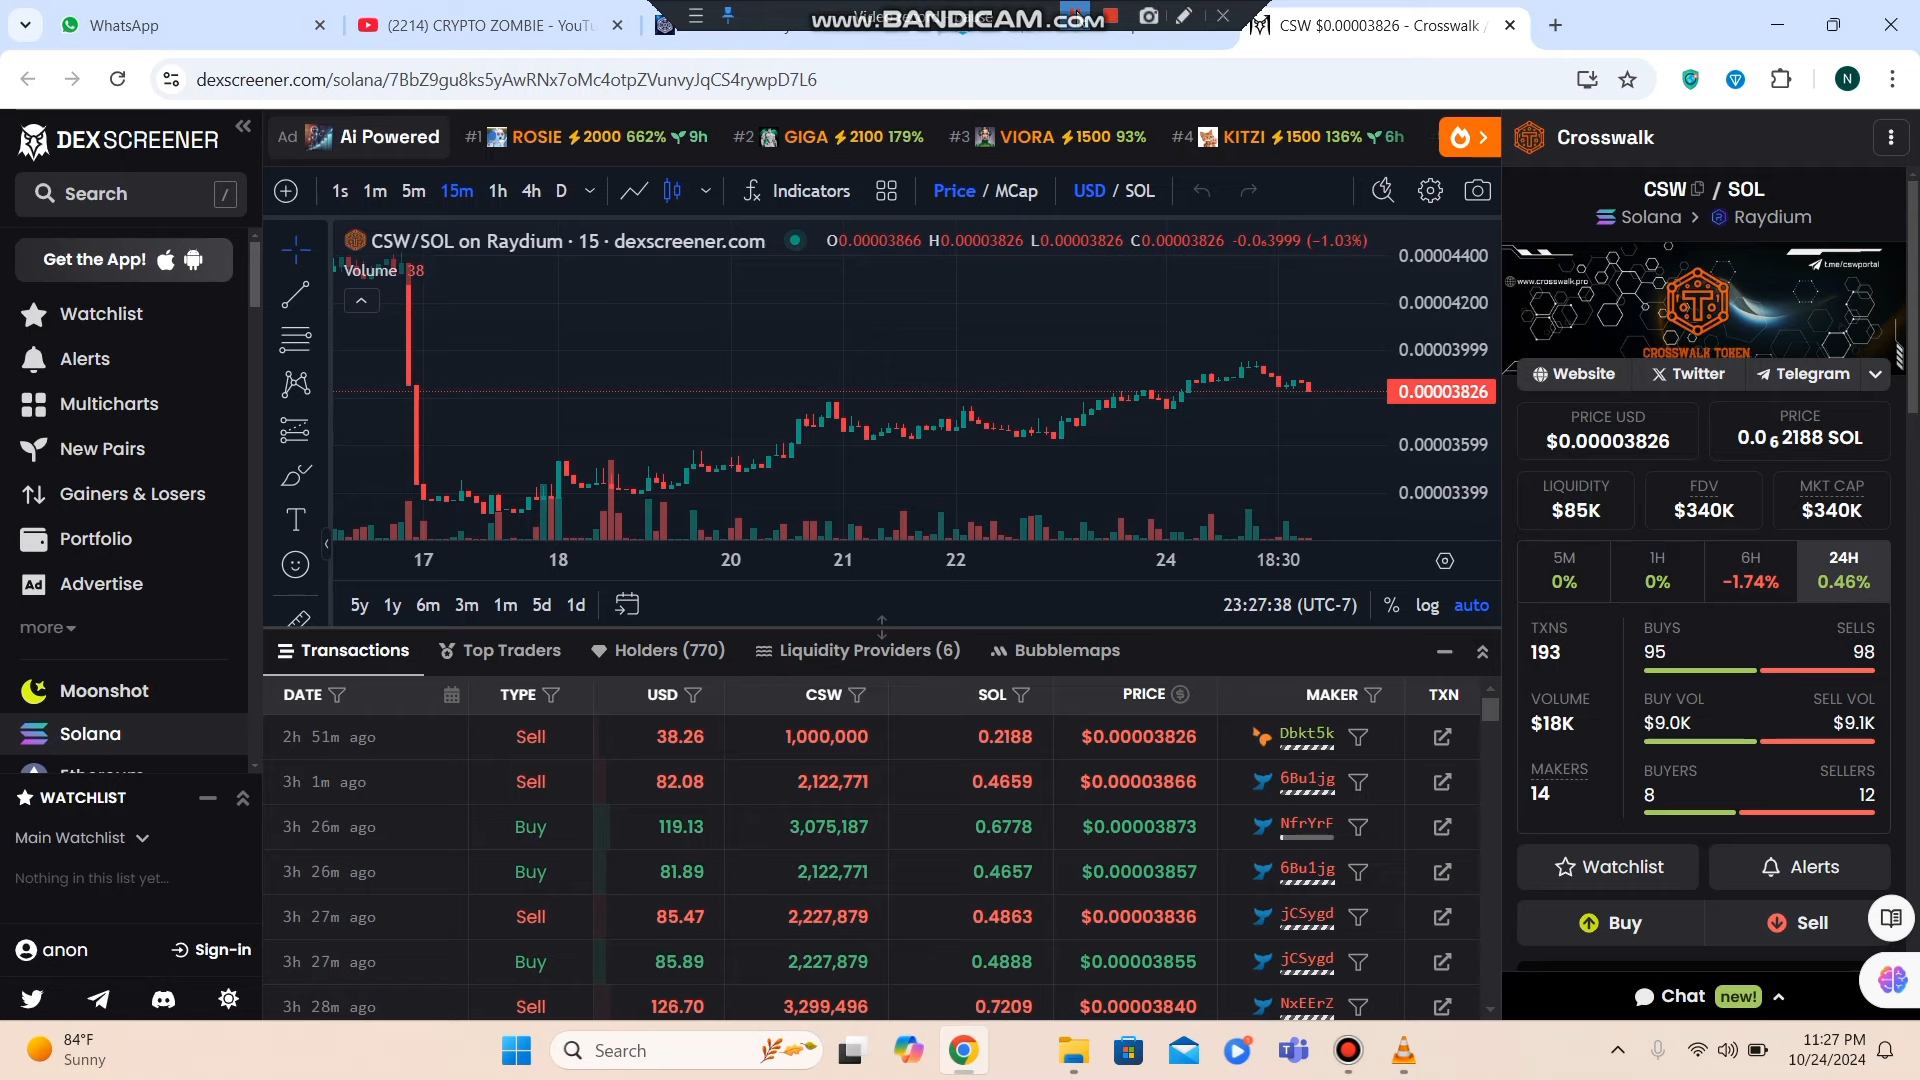 WhatsApp
(2214) CRYPTO ZOMBIE - YouTu
www.BANDICAM.com
CSW $0.00003826 - Crosswalk /
dexscreener.com/solana/7BbZ9gu8ks5yAwRNx7oMc4otpZVunvyJqCS4rywpD7L6
N
DEXSCREENER
Search /
Get the App!
Watchlist
Alerts
Multicharts
New Pairs
Gainers & Losers
Portfolio
Ad Advertise
more
Moonshot
Solana
WATCHLIST
Main Watchlist
Nothing in this list yet...
anon Sign-in
Ad Ai Powered #1 ROSIE 2000 662% 9h #2 GIGA 2100 179% #3 VIORA 1500 93% #4 KITZI 1500 136% 6h
1s 1m 5m 15m 1h 4h D Indicators Price / MCap USD / SOL
CSW/SOL on Raydium · 15 · dexscreener.com O0.00003866 H0.00003826 L0.00003826 C0.00003826 -0.0₆3999 (−1.03%)
Volume 38
0.00004400
0.00004200
0.00003999
0.00003826
0.00003599
0.00003399
17 18 20 21 22 24 18:30
5y 1y 6m 3m 1m 5d 1d 23:27:38 (UTC-7) % log auto
Transactions Top Traders Holders (770) Liquidity Providers (6) Bubblemaps
DATE TYPE USD CSW SOL PRICE MAKER TXN
2h 51m ago Sell 38.26 1,000,000 0.2188 $0.00003826 Dbkt5k
3h 1m ago Sell 82.08 2,122,771 0.4659 $0.00003866 6Bu1jg
3h 26m ago Buy 119.13 3,075,187 0.6778 $0.00003873 NfrYrF
3h 26m ago Buy 81.89 2,122,771 0.4657 $0.00003857 6Bu1jg
3h 27m ago Sell 85.47 2,227,879 0.4863 $0.00003836 jCSygd
3h 27m ago Buy 85.89 2,227,879 0.4888 $0.00003855 jCSygd
3h 28m ago Sell 126.70 3,299,496 0.7209 $0.00003840 NxEErZ
Crosswalk
CSW / SOL
Solana > Raydium
www.crosswalk.pro
t.me/cswportal
CROSSWALK TOKEN
Website Twitter Telegram
PRICE USD PRICE
$0.00003826 0.0₆2188 SOL
LIQUIDITY FDV MKT CAP
$85K $340K $340K
5M 1H 6H 24H
0% 0% -1.74% 0.46%
TXNS BUYS SELLS
193 95 98
VOLUME BUY VOL SELL VOL
$18K $9.0K $9.1K
MAKERS BUYERS SELLERS
14 8 12
Watchlist Alerts
Buy Sell
Chat new!
84°F
Sunny
Search
11:27 PM
10/24/2024